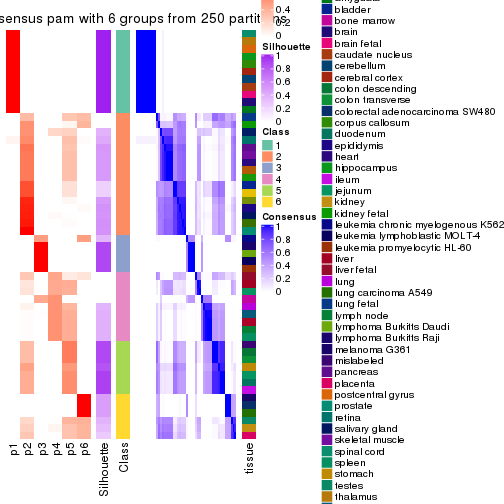 sensus pam with 6 groups from 250 partitions
0.4
0.2
0
Silhouette
1
0.8
0.6
0.4
0.2
0
Class
1
2
3
4
5
6
Consensus
1
0.8
0.6
0.4
0.2
0
bladder
bone marrow
brain
brain fetal
caudate nucleus
cerebellum
cerebral cortex
colon descending
colon transverse
colorectal adenocarcinoma SW480
corpus callosum
duodenum
epididymis
heart
hippocampus
ileum
jejunum
kidney
kidney fetal
leukemia chronic myelogenous K562
leukemia lymphoblastic MOLT-4
leukemia promyelocytic HL-60
liver
liver fetal
lung
lung carcinoma A549
lung fetal
lymph node
lymphoma Burkitts Daudi
lymphoma Burkitts Raji
melanoma G361
mislabeled
pancreas
placenta
postcentral gyrus
prostate
retina
salivary gland
skeletal muscle
spinal cord
spleen
stomach
testes
thalamus
p1
p2
p3
p4
p5
p6
Silhouette
Class
tissue